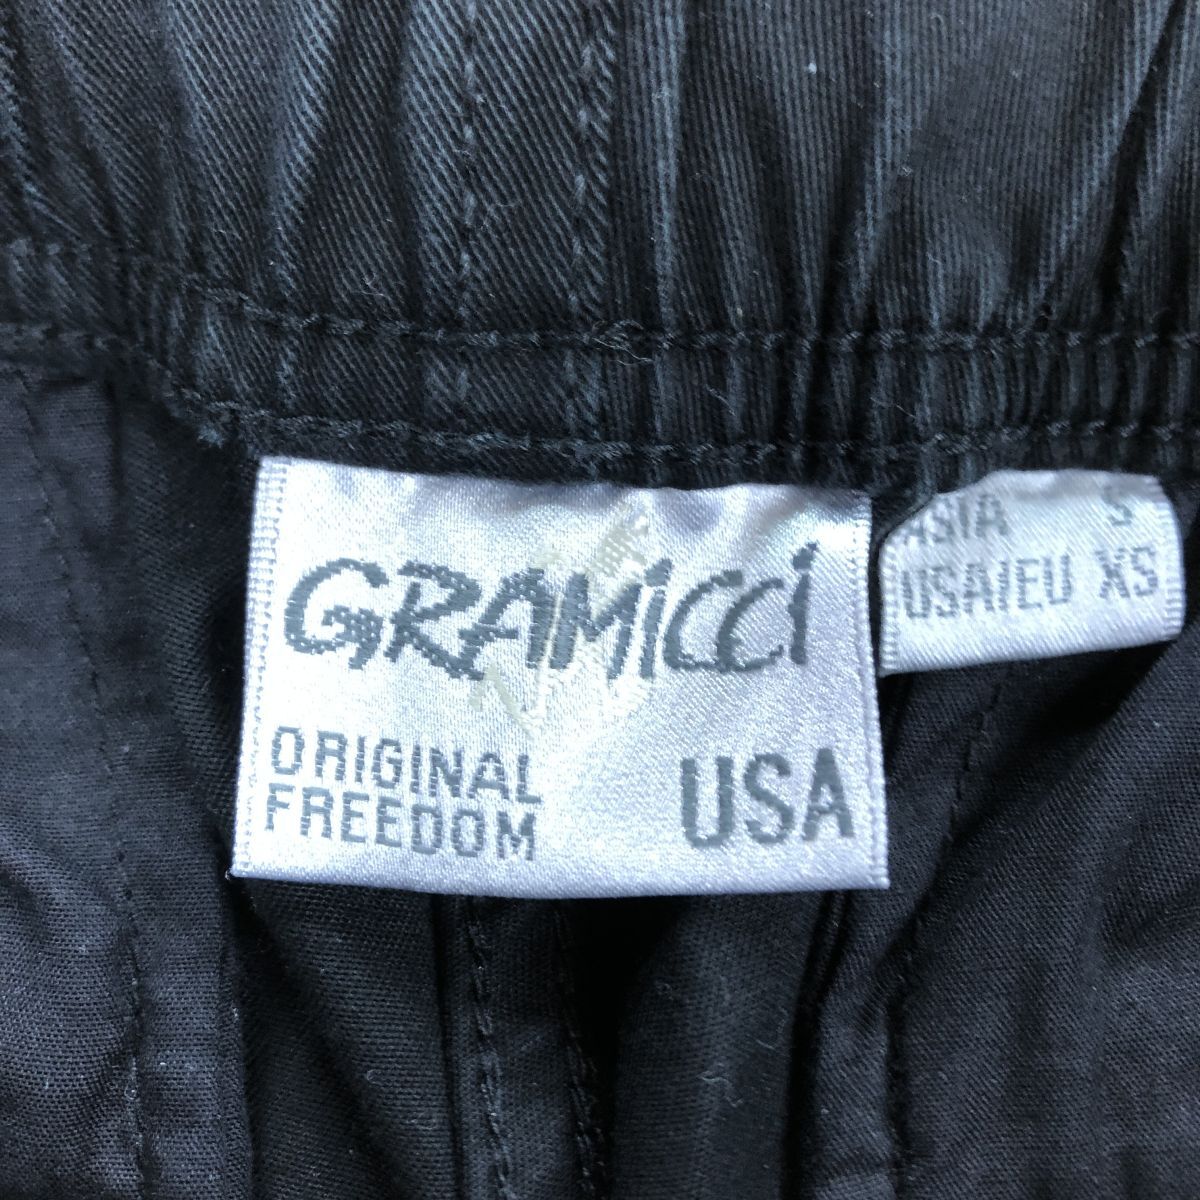 GRAMiCCi
ORIGINAL
FREEDOM
USA
ASIA S
USA/EU XS